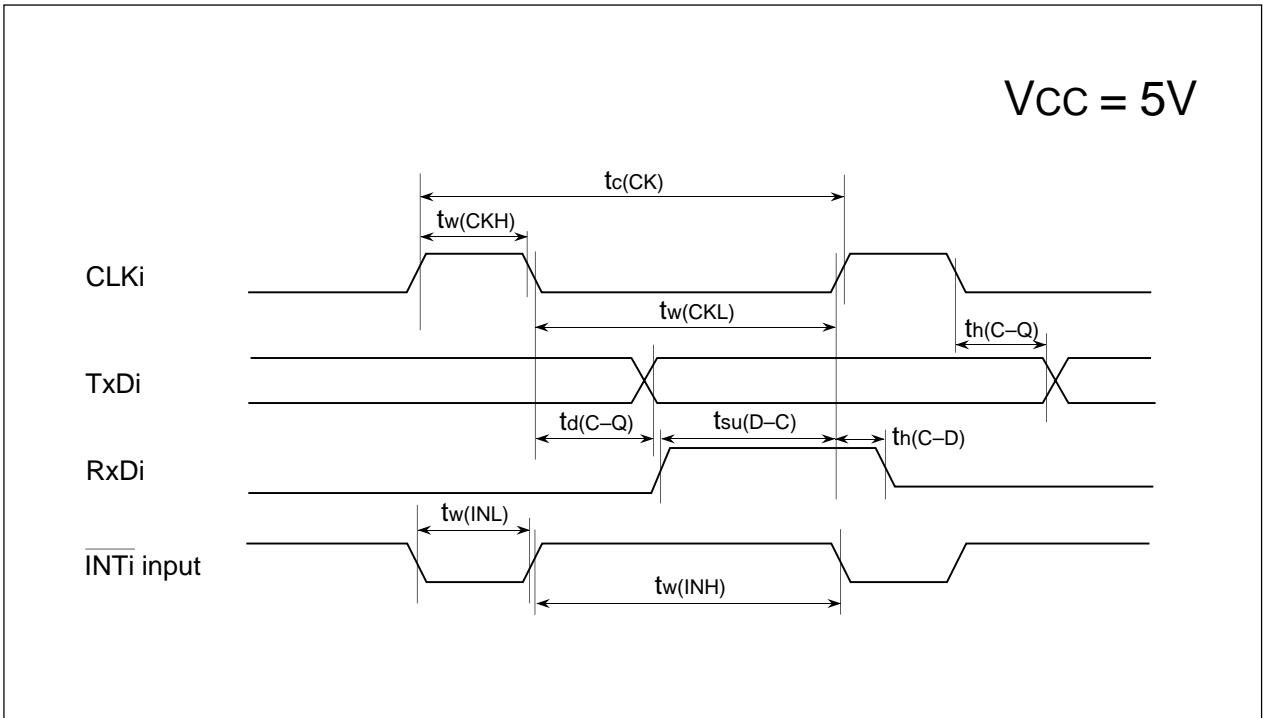 VCC = 5V
tc(CK)
tw(CKH)
CLKi
tw(CKL)
th(C–Q)
TxDi
td(C–Q)
tsu(D–C)
th(C–D)
RxDi
tw(INL)
INTi input
tw(INH)